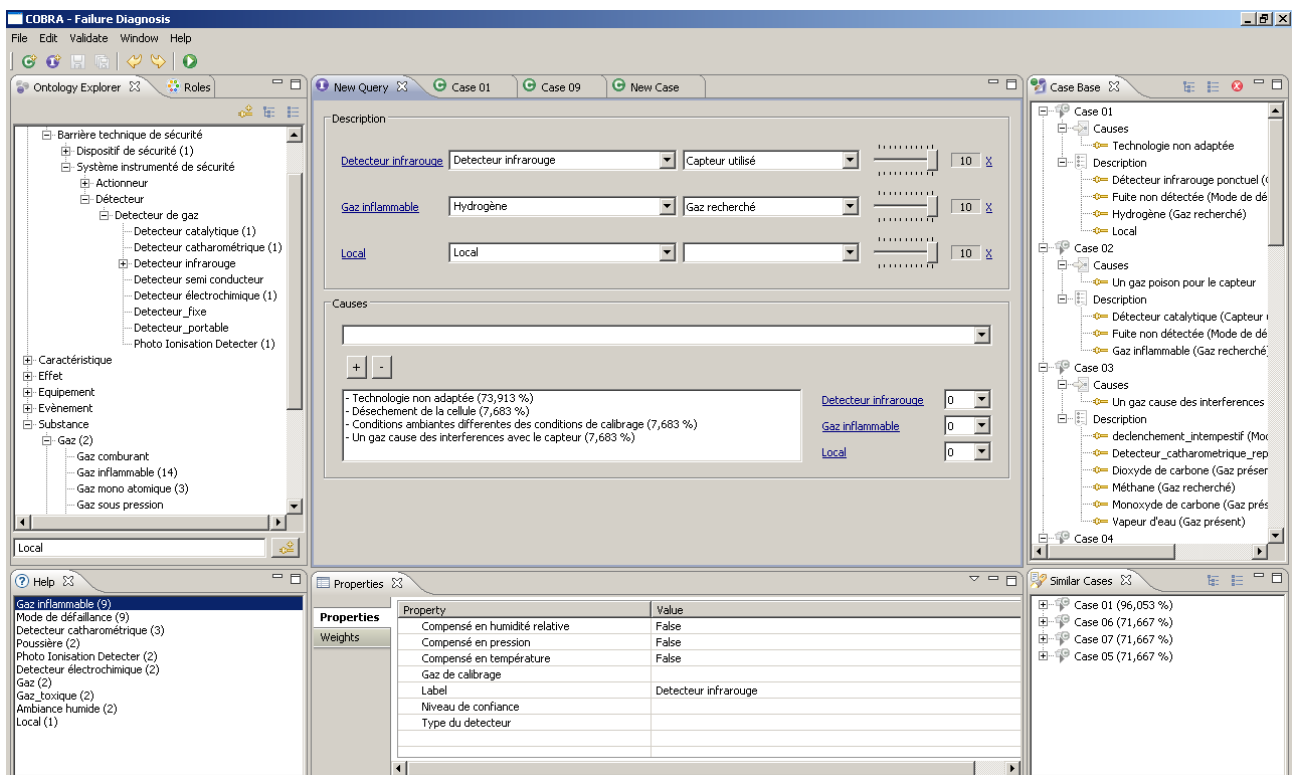 COBRA - Failure Diagnosis
File Edit Validate Window Help
Ontology Explorer Roles
Barrière technique de sécurité
Dispositif de sécurité (1)
Système instrumenté de sécurité
Actionneur
Détecteur
Detecteur de gaz
Detecteur catalytique (1)
Detecteur catharométrique (1)
Detecteur infrarouge
Detecteur semi conducteur
Detecteur électrochimique (1)
Detecteur_fixe
Detecteur_portable
Photo Ionisation Detecter (1)
Caractéristique
Effet
Equipement
Evènement
Substance
Gaz (2)
Gaz comburant
Gaz inflammable (14)
Gaz mono atomique (3)
Gaz sous pression
Local
New Query Case 01 Case 09 New Case
Description
Detecteur infrarouge Detecteur infrarouge Capteur utilisé 10 X
Gaz inflammable Hydrogène Gaz recherché 10 X
Local Local 10 X
Causes
+ -
- Technologie non adaptée (73,913 %)
- Désechement de la cellule (7,683 %)
- Conditions ambiantes differentes des conditions de calibrage (7,683 %)
- Un gaz cause des interferences avec le capteur (7,683 %)
Detecteur infrarouge 0
Gaz inflammable 0
Local 0
Case Base
Case 01
Causes
Technologie non adaptée
Description
Détecteur infrarouge ponctuel (
Fuite non détectée (Mode de dé
Hydrogène (Gaz recherché)
Local
Case 02
Causes
Un gaz poison pour le capteur
Description
Détecteur catalytique (Capteur
Fuite non détectée (Mode de dé
Gaz inflammable (Gaz recherché
Case 03
Causes
Un gaz cause des interferences
Description
declenchement_intempestif (Mo
Detecteur_catharometrique_rep
Dioxyde de carbone (Gaz présen
Méthane (Gaz recherché)
Monoxyde de carbone (Gaz prés
Vapeur d'eau (Gaz présent)
Case 04
Help
Gaz inflammable (9)
Mode de défaillance (9)
Detecteur catharométrique (3)
Poussière (2)
Photo Ionisation Detecter (2)
Detecteur électrochimique (2)
Gaz (2)
Gaz_toxique (2)
Ambiance humide (2)
Local (1)
Properties
Properties
Weights
Property Value
Compensé en humidité relative False
Compensé en pression False
Compensé en température False
Gaz de calibrage
Label Detecteur infrarouge
Niveau de confiance
Type du detecteur
Similar Cases
Case 01 (96,053 %)
Case 06 (71,667 %)
Case 07 (71,667 %)
Case 05 (71,667 %)